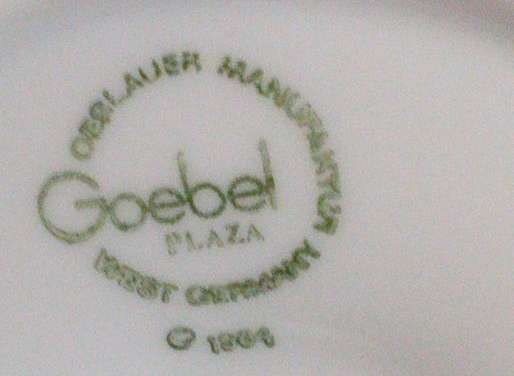 OESLAUER MANUFAKTUR
Goebel
PLAZA
WEST GERMANY
©